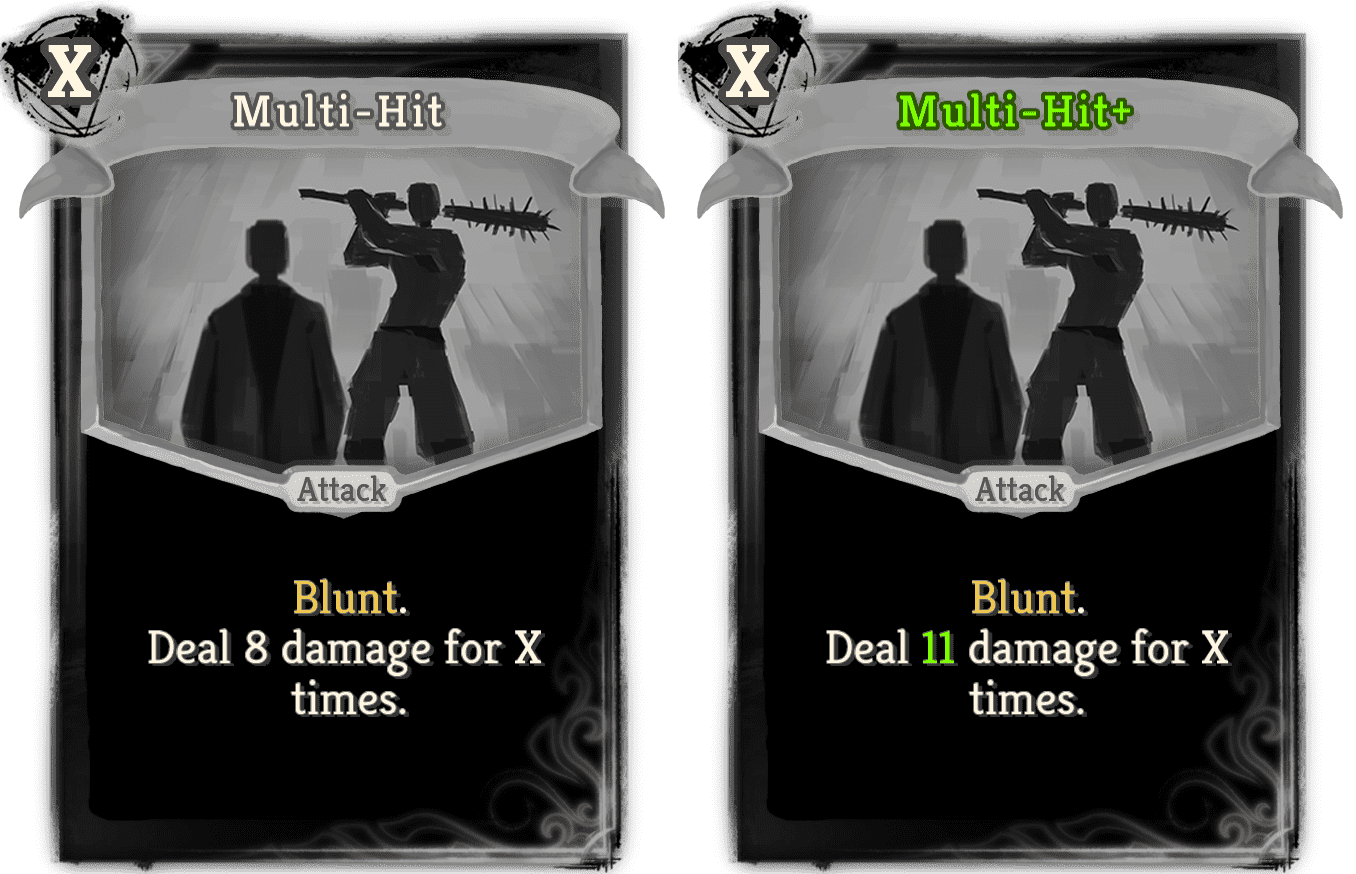 X
Multi-Hit
Attack
Blunt.
Deal 8 damage for X
times.
X
Multi-Hit+
Attack
Blunt.
Deal 11 damage for X
times.